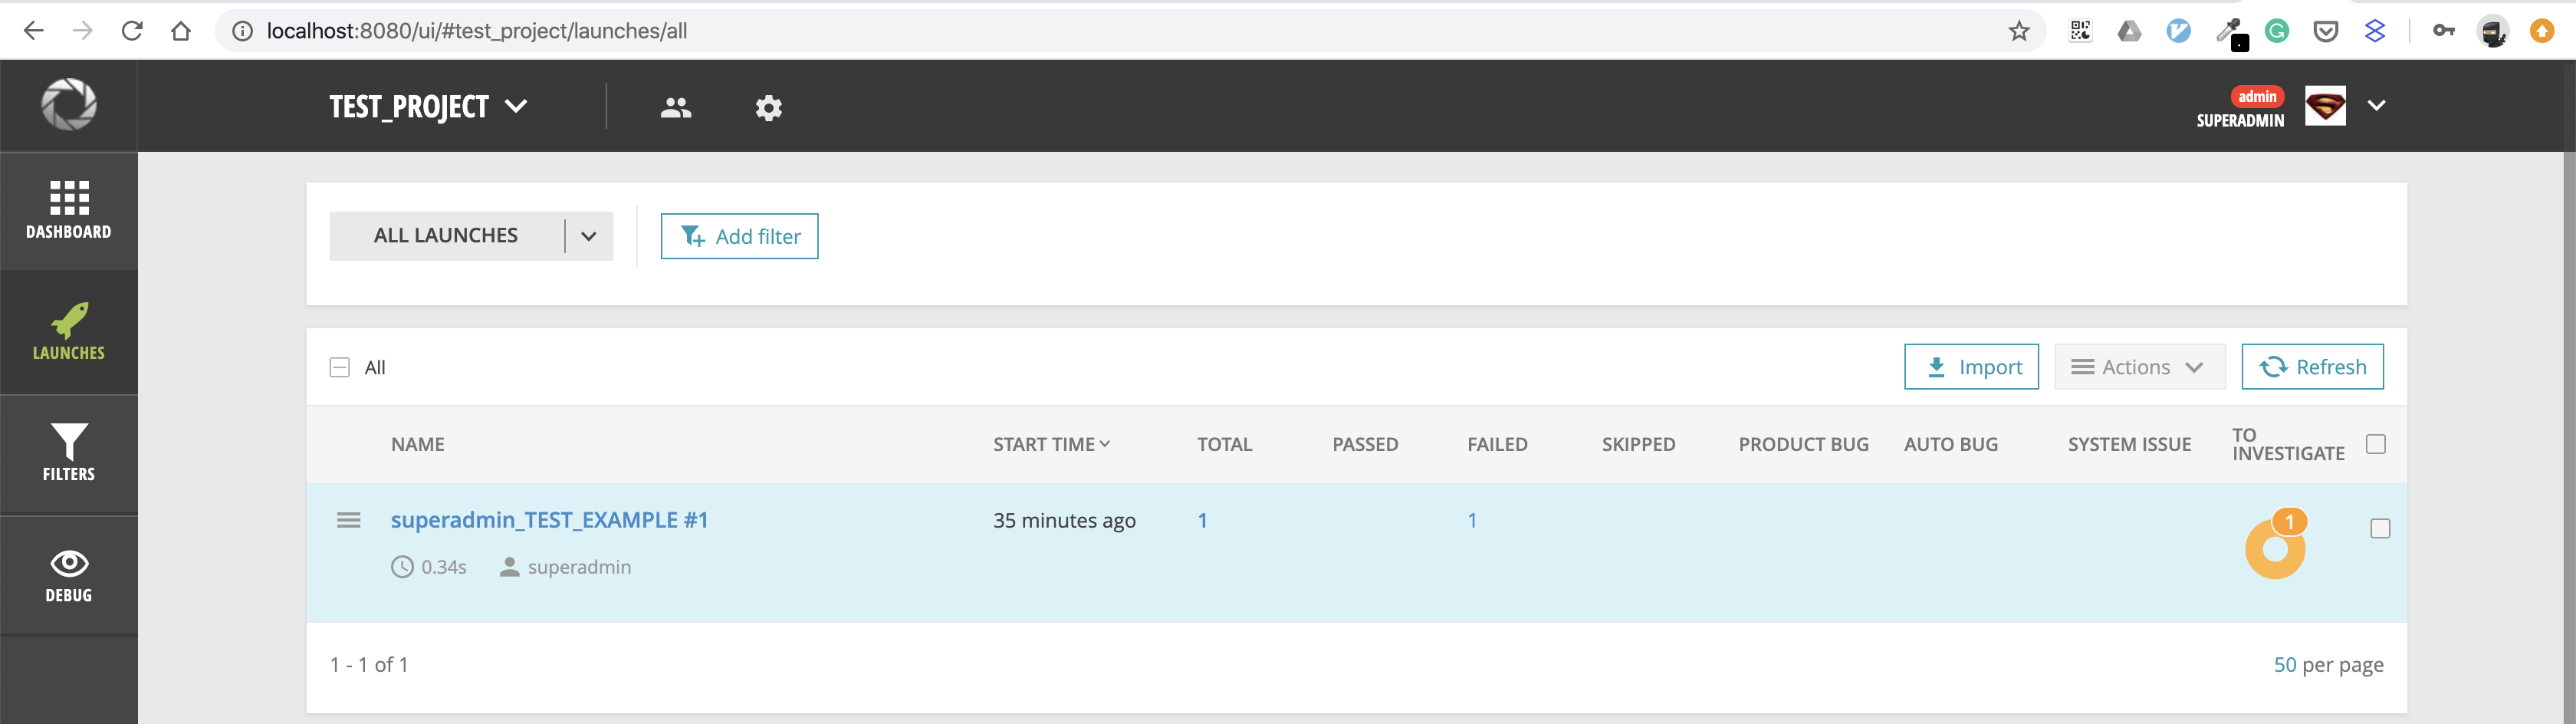 localhost:8080/ui/#test_project/launches/all
TEST_PROJECT
admin
SUPERADMIN
DASHBOARD
LAUNCHES
FILTERS
DEBUG
ALL LAUNCHES
Add filter
All
Import
Actions
Refresh
NAME START TIME TOTAL PASSED FAILED SKIPPED PRODUCT BUG AUTO BUG SYSTEM ISSUE TO INVESTIGATE
superadmin_TEST_EXAMPLE #1 35 minutes ago 1 1 1
0.34s superadmin
1 - 1 of 1
50 per page